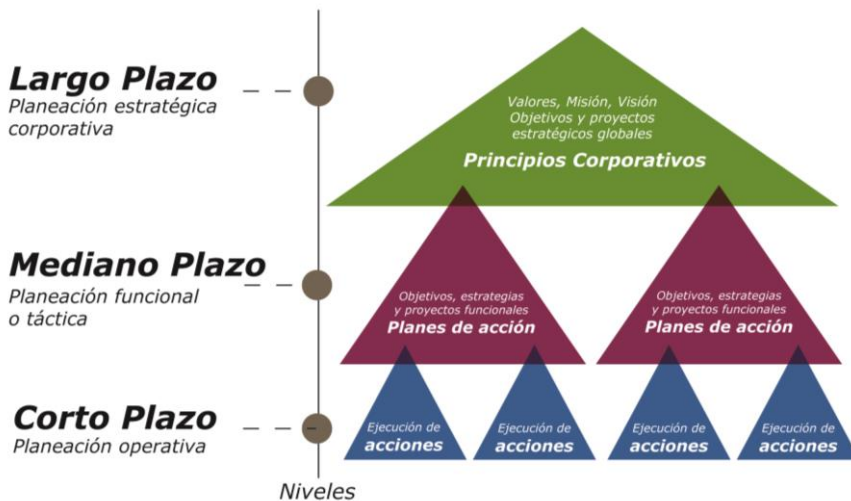 Largo Plazo
Planeación estratégica
corporativa
Valores, Misión, Visión
Objetivos y proyectos
estratégicos globales
Principios Corporativos
Mediano Plazo
Planeación funcional
o táctica
Objetivos, estrategias
y proyectos funcionales
Planes de acción
Objetivos, estrategias
y proyectos funcionales
Planes de acción
Corto Plazo
Planeación operativa
Ejecución de
acciones
Ejecución de
acciones
Ejecución de
acciones
Ejecución de
acciones
Niveles